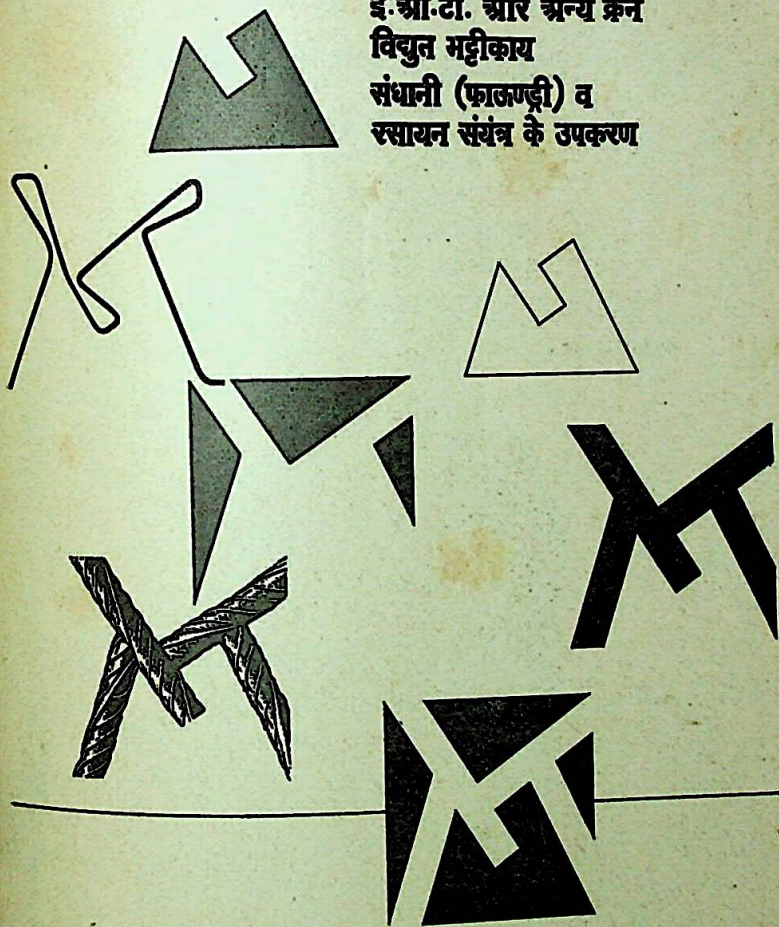 इ.ओ.टी. और अन्य क्रेन
विद्युत भट्टीकाय
संधानी (फाऊण्ड्री) व
रसायन संयंत्र के उपकरण